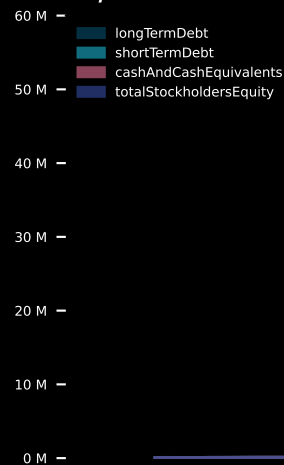 60 M
longTermDebt
shortTermDebt
cashAndCashEquivalents
totalStockholdersEquity
50 M
40 M
30 M
20 M
10 M
0 M